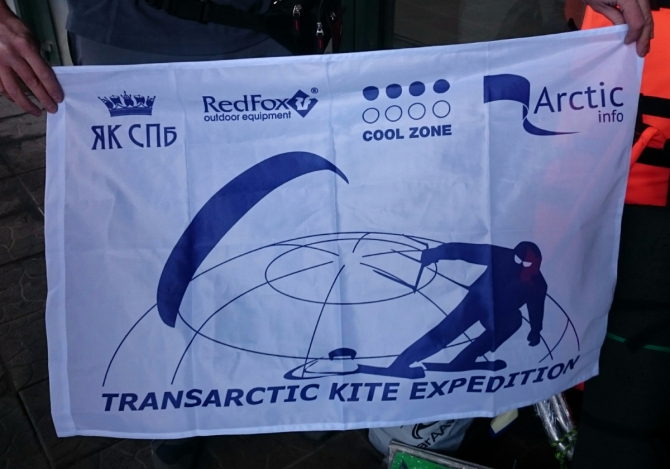 ЯК СПб
RedFox®
outdoor equipment
COOL ZONE
Arctic
info
TRANSARCTIC KITE EXPEDITION